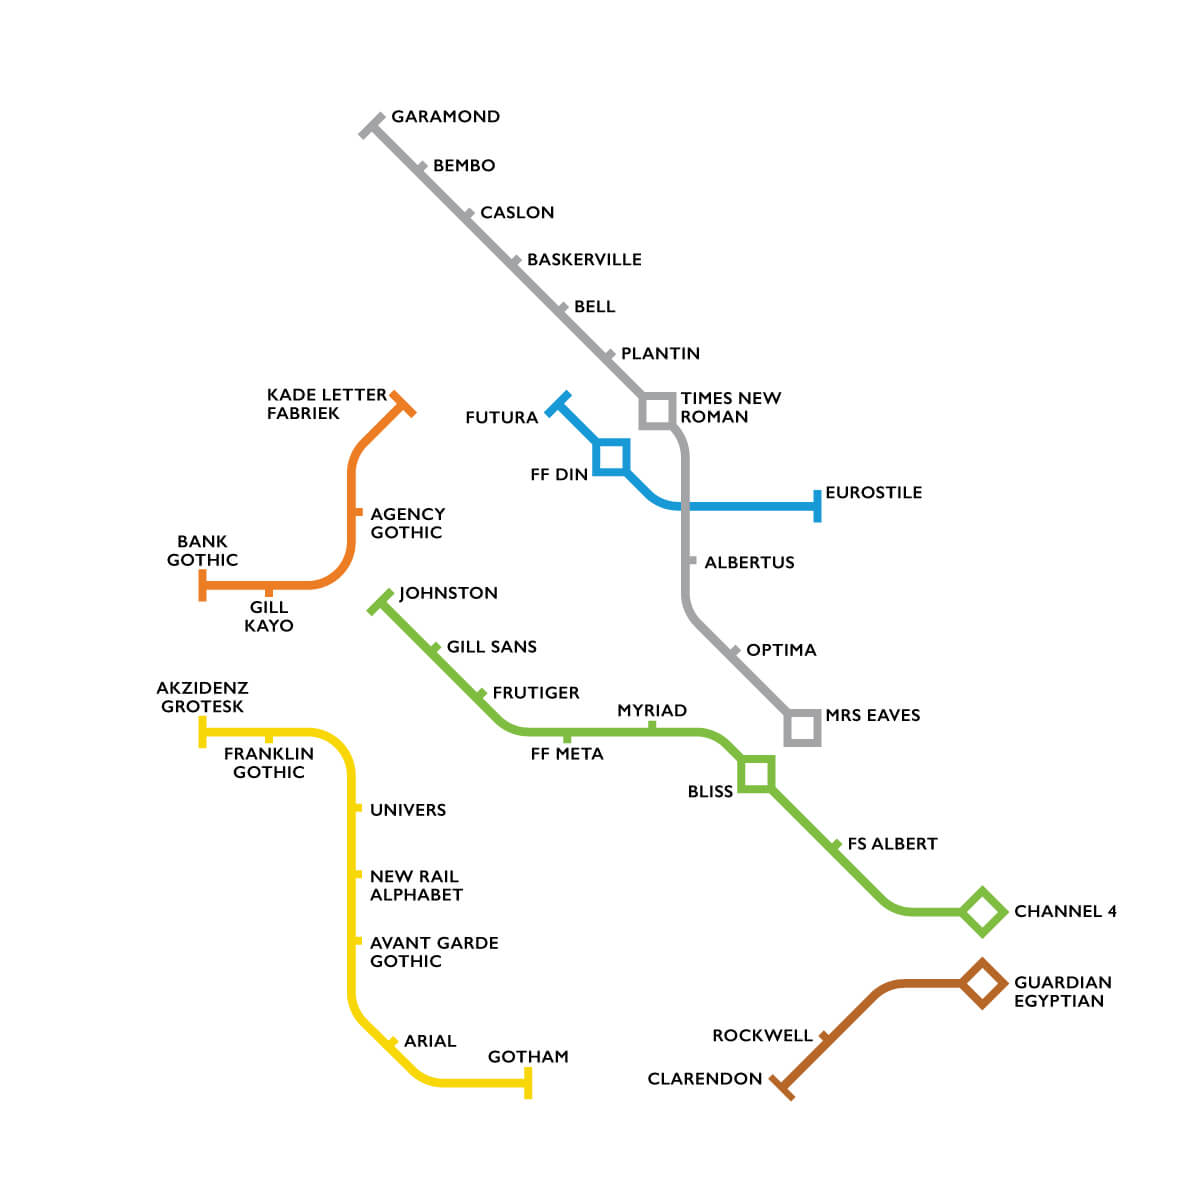 GARAMOND
BEMBO
CASLON
BASKERVILLE
BELL
PLANTIN
TIMES NEW
ROMAN
KADE LETTER
FABRIEK
FUTURA
FF DIN
EUROSTILE
AGENCY
GOTHIC
BANK
GOTHIC
GILL
KAYO
ALBERTUS
JOHNSTON
GILL SANS
OPTIMA
FRUTIGER
AKZIDENZ
GROTESK
MYRIAD
MRS EAVES
FRANKLIN
GOTHIC
FF META
BLISS
UNIVERS
FS ALBERT
NEW RAIL
ALPHABET
CHANNEL 4
AVANT GARDE
GOTHIC
GUARDIAN
EGYPTIAN
ROCKWELL
ARIAL
GOTHAM
CLARENDON